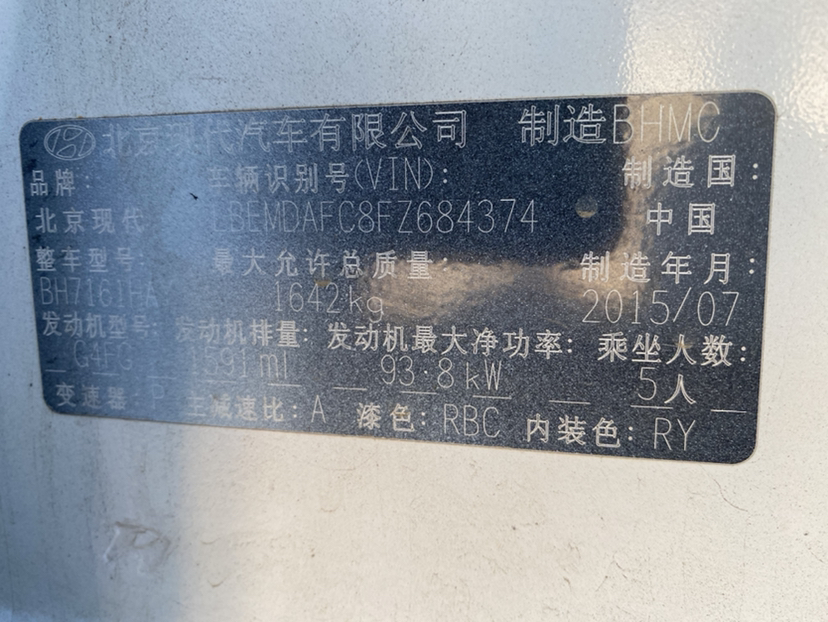 北京现代汽车有限公司 制造BHMC
品牌: 车辆识别号(VIN): 制造国:
北京现代 LBEMDAFC8FZ684374 中国
整车型号: 最大允许总质量: 制造年月:
BH7161HA 1642kg 2015/07
发动机型号: 发动机排量: 发动机最大净功率: 乘坐人数:
G4FG 1591ml 93.8kW 5人
变速器: P 主减速比: A 漆色: RBC 内装色: RY